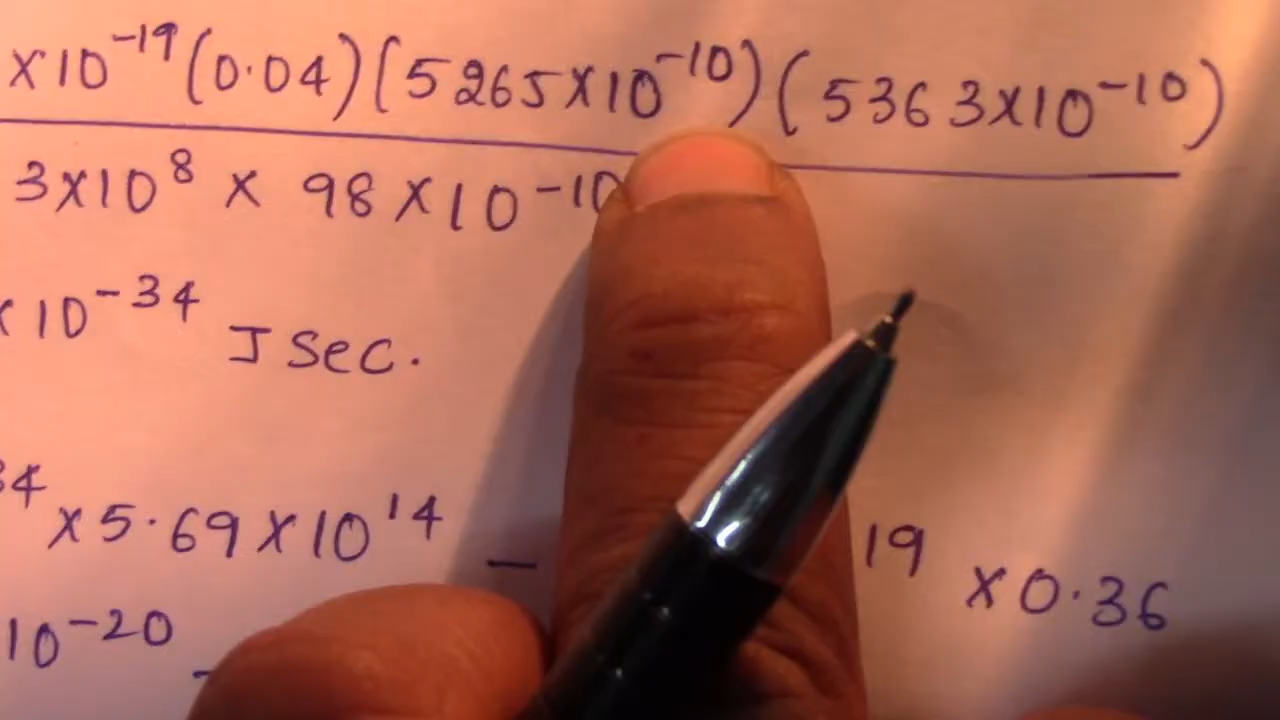 ×10⁻¹⁹(0.04)(5265×10⁻¹⁰)(5363×10⁻¹⁰)
3×10⁸ × 98×10⁻¹⁰
×10⁻³⁴ J Sec.
³⁴ ×5.69×10¹⁴ – ¹⁹ ×0.36
10⁻²⁰ -